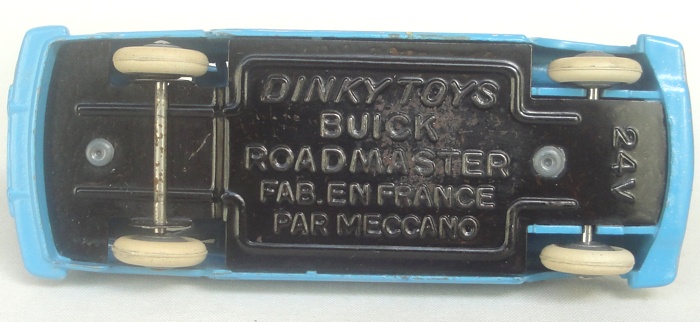 DINKY TOYS
BUICK
ROADMASTER
FAB. EN FRANCE
PAR MECCANO
24V